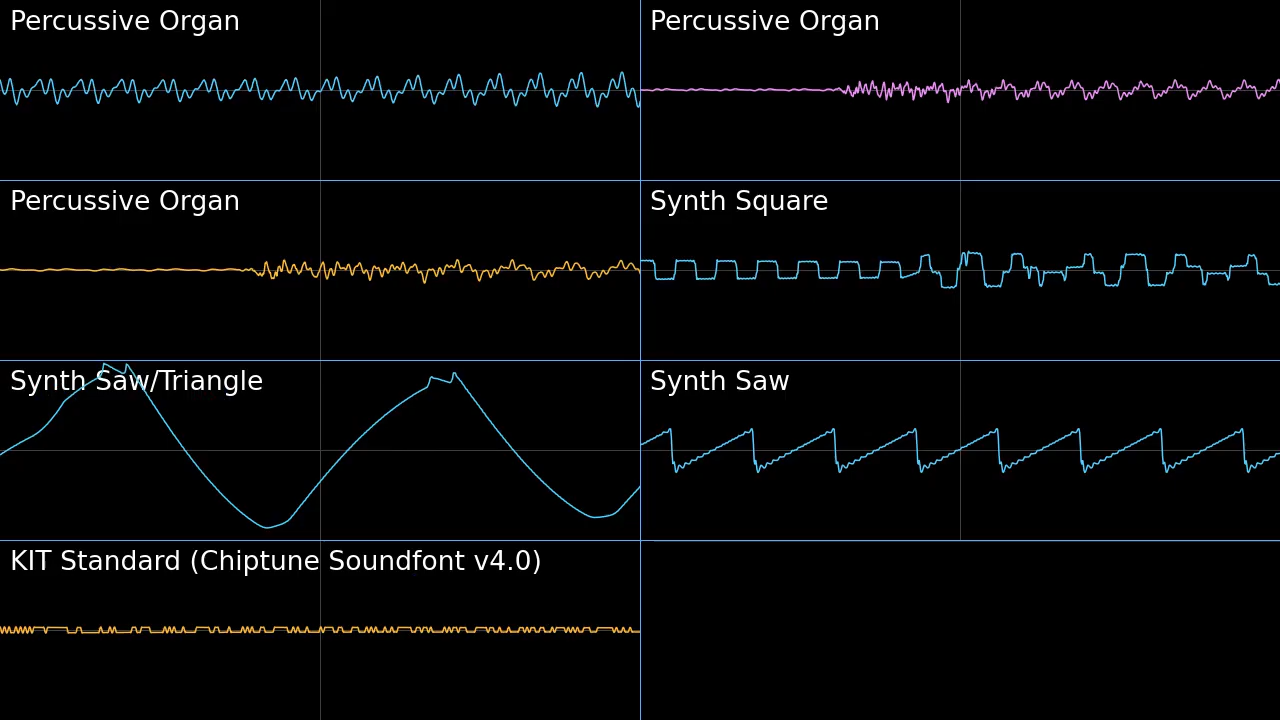 Percussive Organ
Percussive Organ
Percussive Organ
Synth Square
Synth Saw/Triangle
Synth Saw
KIT Standard (Chiptune Soundfont v4.0)